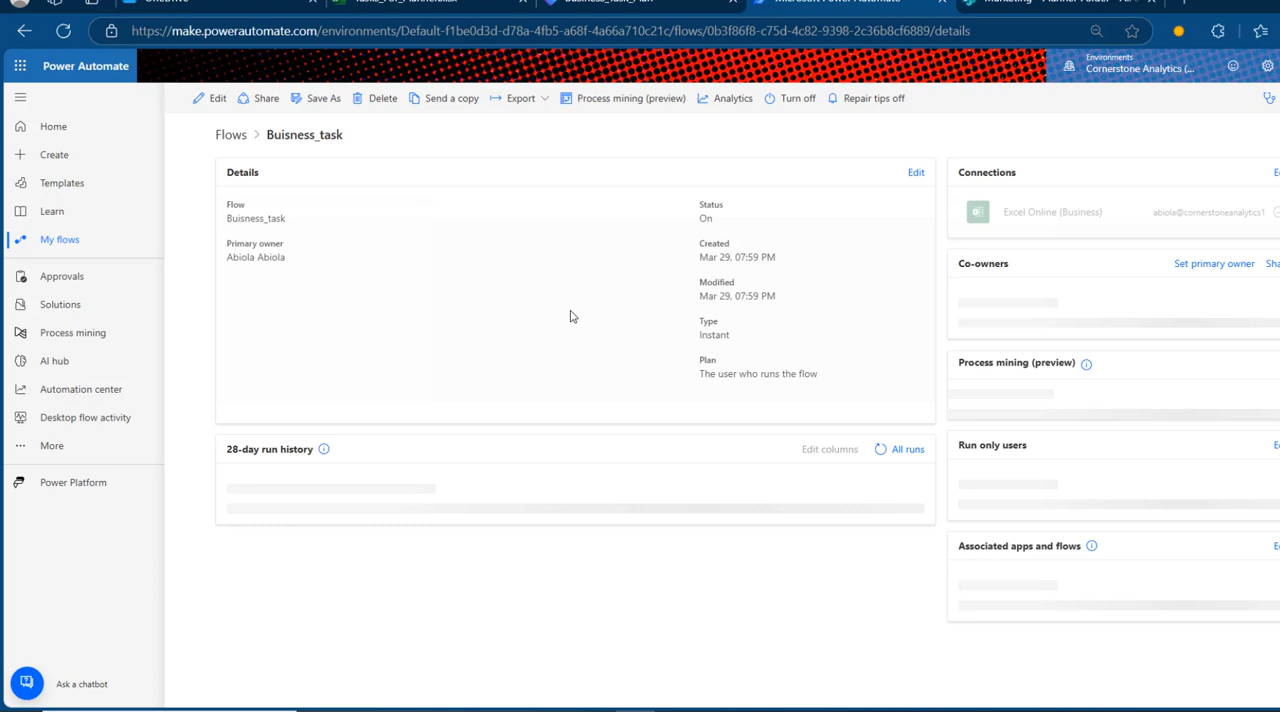 OneDrive
Business_Task_Plan
https://make.powerautomate.com/environments/Default-f1be0d3d-d78a-4fb5-a68f-4a66a710c21c/flows/0b3f86f8-c75d-4c82-9398-2c36b8cf6889/details
Power Automate
Environments
Cornerstone Analytics (...
Edit
Share
Save As
Delete
Send a copy
Export
Process mining (preview)
Analytics
Turn off
Repair tips off
Home
Create
Templates
Learn
My flows
Approvals
Solutions
Process mining
AI hub
Automation center
Desktop flow activity
More
Power Platform
Ask a chatbot
Flows > Buisness_task
Details
Edit
Flow
Buisness_task
Primary owner
Abiola Abiola
Status
On
Created
Mar 29, 07:59 PM
Modified
Mar 29, 07:59 PM
Type
Instant
Plan
The user who runs the flow
28-day run history
Edit columns
All runs
Connections
Excel Online (Business)
abiola@cornerstoneanalytics1
Co-owners
Set primary owner
Process mining (preview)
Run only users
Associated apps and flows